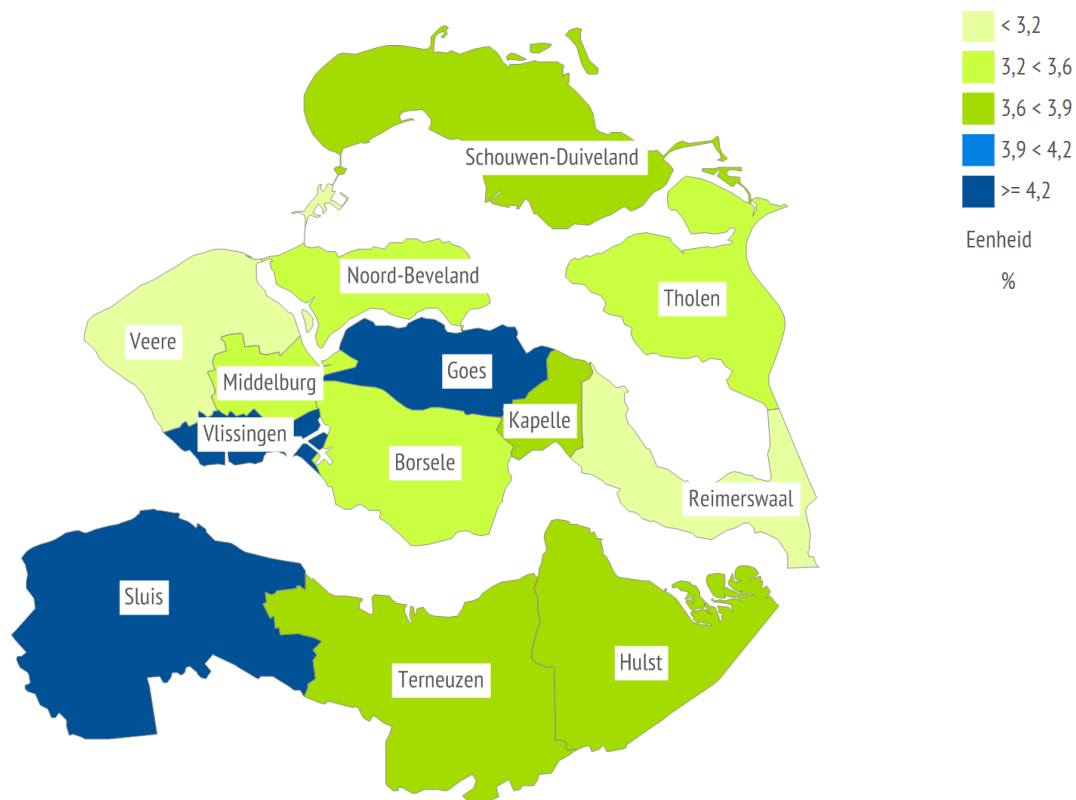 < 3,2
3,2 < 3,6
3,6 < 3,9
3,9 < 4,2
>= 4,2
Eenheid
%
Schouwen-Duiveland
Noord-Beveland
Tholen
Veere
Goes
Middelburg
Kapelle
Vlissingen
Borsele
Reimerswaal
Sluis
Hulst
Terneuzen